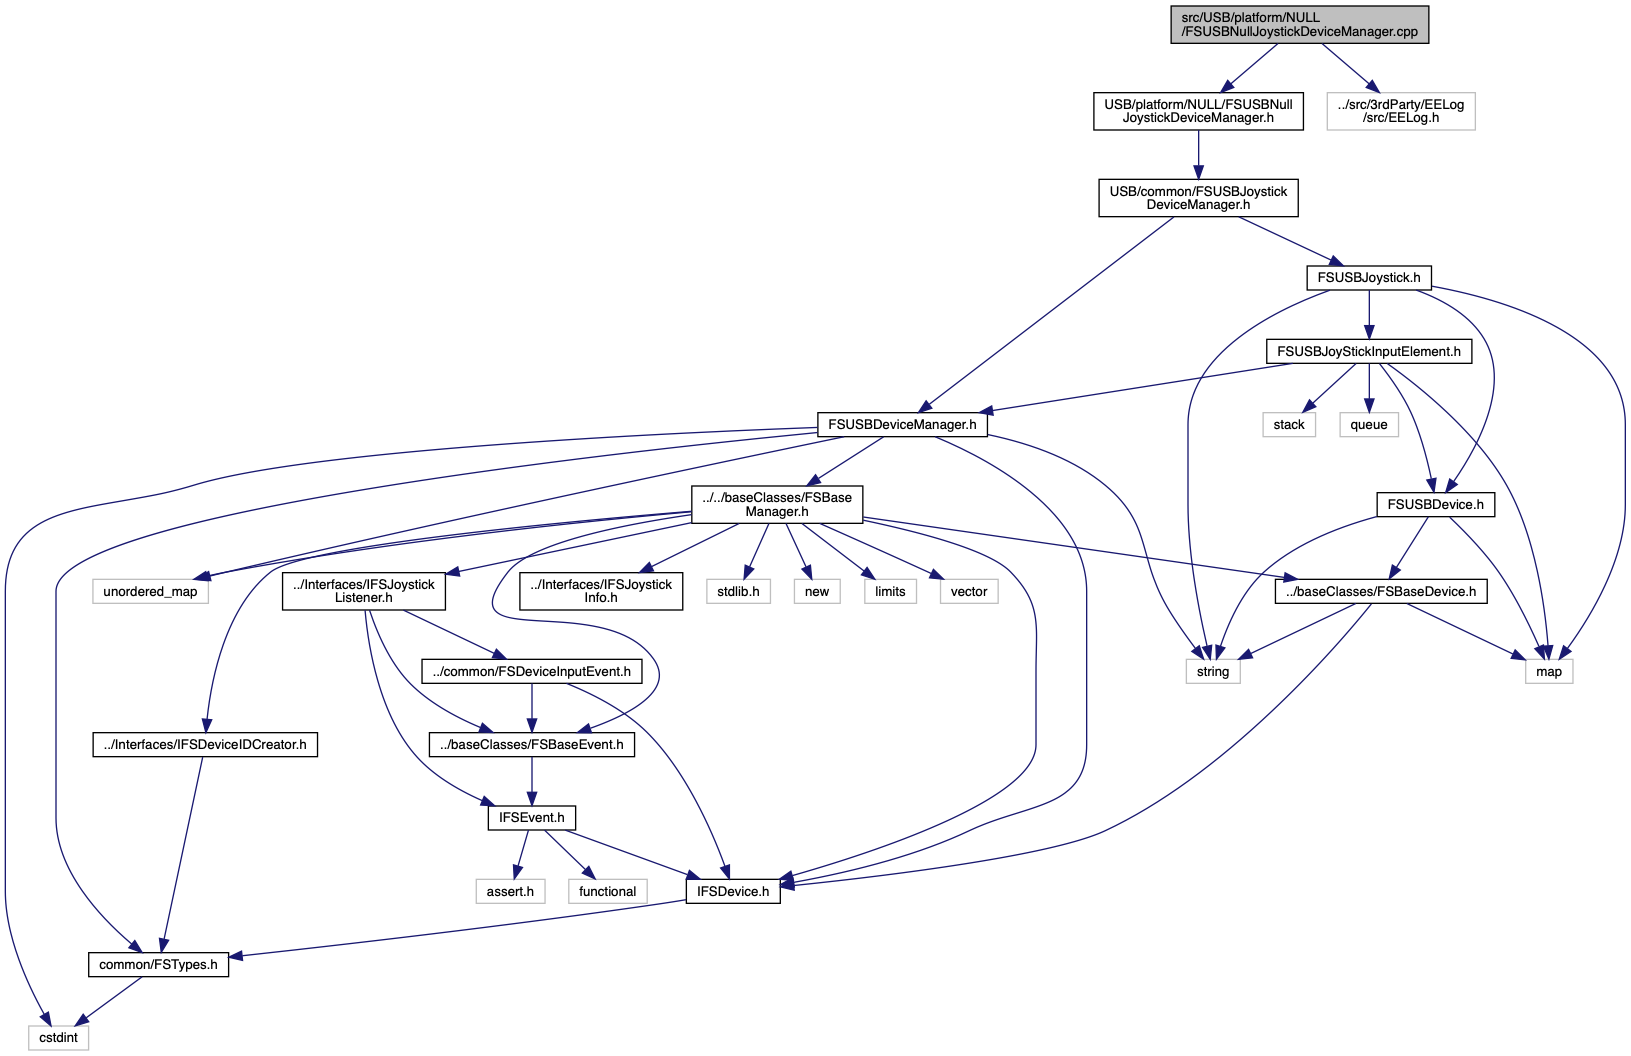 src/USB/platform/NULL
/FSUSBNullJoystickDeviceManager.cpp
USB/platform/NULL/FSUSBNull
JoystickDeviceManager.h
../src/3rdParty/EELog
/src/EELog.h
USB/common/FSUSBJoystick
DeviceManager.h
FSUSBJoystick.h
FSUSBJoyStickInputElement.h
FSUSBDeviceManager.h
stack
queue
../../baseClasses/FSBase
Manager.h
FSUSBDevice.h
unordered_map
../Interfaces/IFSJoystick
Listener.h
../Interfaces/IFSJoystick
Info.h
stdlib.h
new
limits
vector
../baseClasses/FSBaseDevice.h
../common/FSDeviceInputEvent.h
string
map
../Interfaces/IFSDeviceIDCreator.h
../baseClasses/FSBaseEvent.h
IFSEvent.h
assert.h
functional
IFSDevice.h
common/FSTypes.h
cstdint